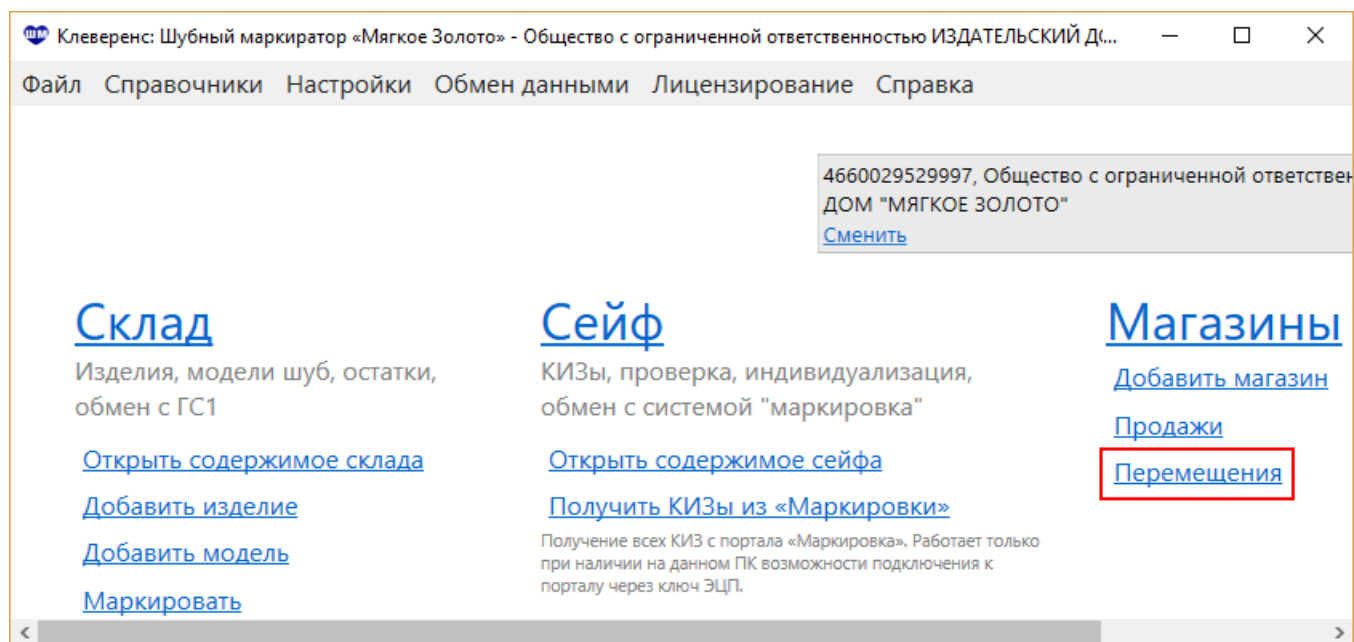 ШМ Клеверенс: Шубный маркиратор «Мягкое Золото» - Общество с ограниченной ответственностью ИЗДАТЕЛЬСКИЙ Д(...
Файл Справочники Настройки Обмен данными Лицензирование Справка
4660029529997, Общество с ограниченной ответствен
ДОМ "МЯГКОЕ ЗОЛОТО"
Сменить
Склад
Изделия, модели шуб, остатки,
обмен с ГС1
Открыть содержимое склада
Добавить изделие
Добавить модель
Маркировать
Сейф
КИЗы, проверка, индивидуализация,
обмен с системой "маркировка"
Открыть содержимое сейфа
Получить КИЗы из «Маркировки»
Получение всех КИЗ с портала «Маркировка». Работает только
при наличии на данном ПК возможности подключения к
порталу через ключ ЭЦП.
Магазины
Добавить магазин
Продажи
Перемещения